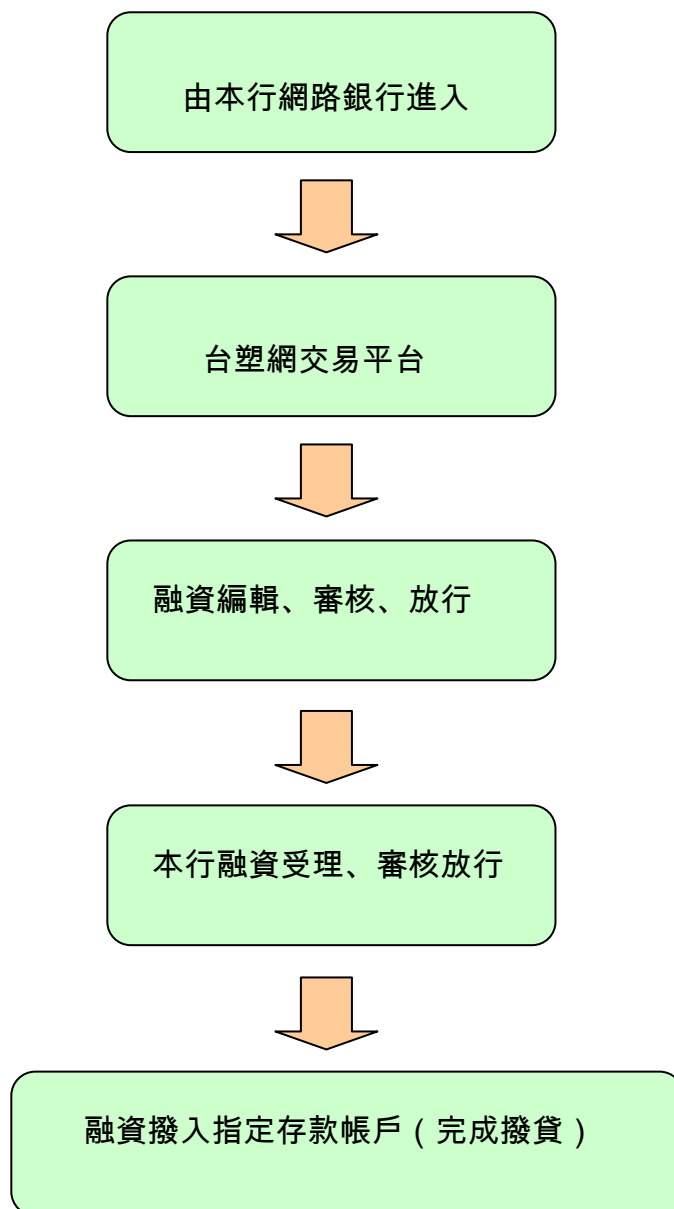 由本行網路銀行進入
台塑網交易平台
融資編輯、審核、放行
本行融資受理、審核放行
融資撥入指定存款帳戶（完成撥貸）